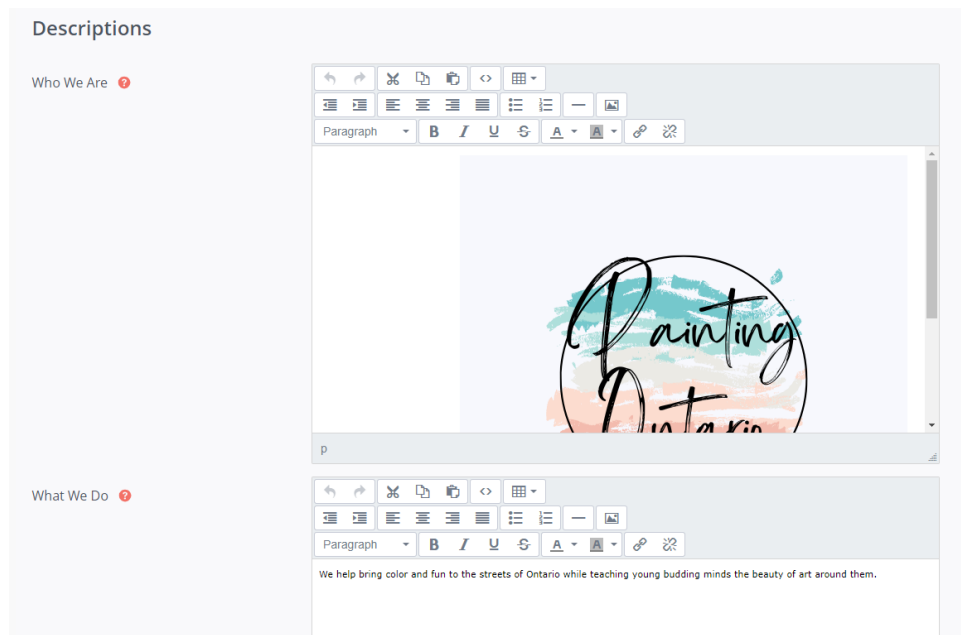 Descriptions
Who We Are ?
Paragraph B I U S A A
Painting
Ontario
p
What We Do ?
Paragraph B I U S A A
We help bring color and fun to the streets of Ontario while teaching young budding minds the beauty of art around them.